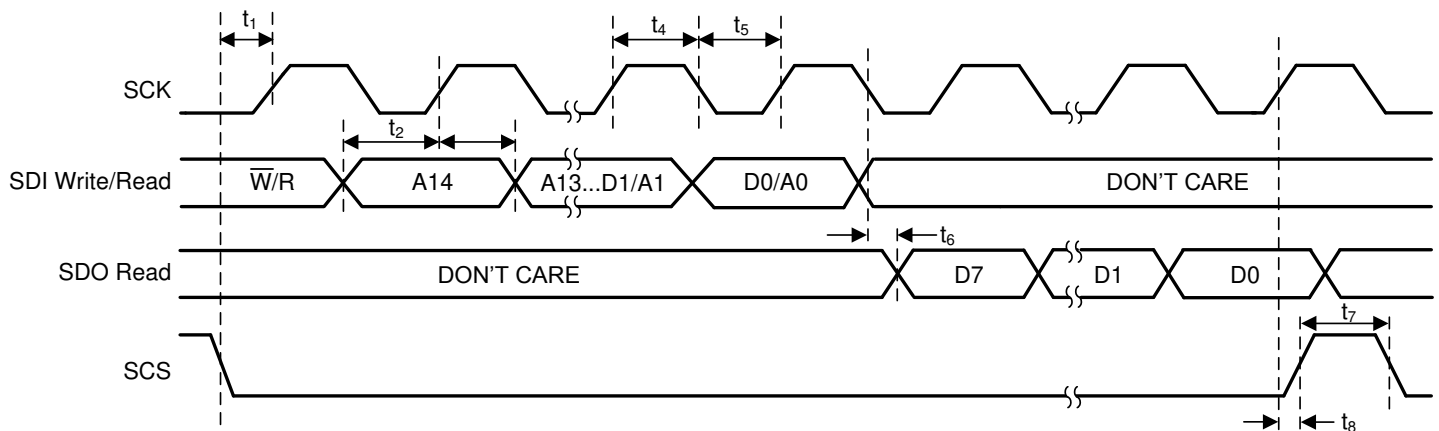 t₁
t₄
t₅
SCK
t₂
SDI Write/Read
W̅/R
A14
A13...D1/A1
D0/A0
DON'T CARE
t₆
SDO Read
DON'T CARE
D7
D1
D0
t₇
SCS
t₈